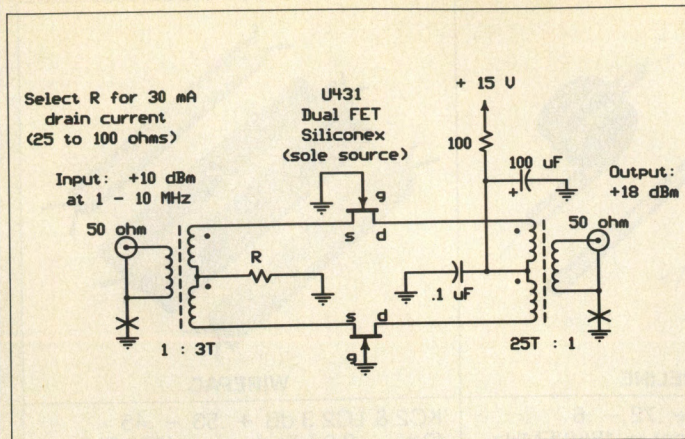 Select R for 30 mA
drain current
(25 to 100 ohms)
Input: +10 dBm
at 1 - 10 MHz
50 ohm
U431
Dual FET
Siliconex
(sole source)
+ 15 V
100
100 uF
+
Output:
+18 dBm
50 ohm
g
s d
R
.1 uF
s d
g
1 : 3T
25T : 1